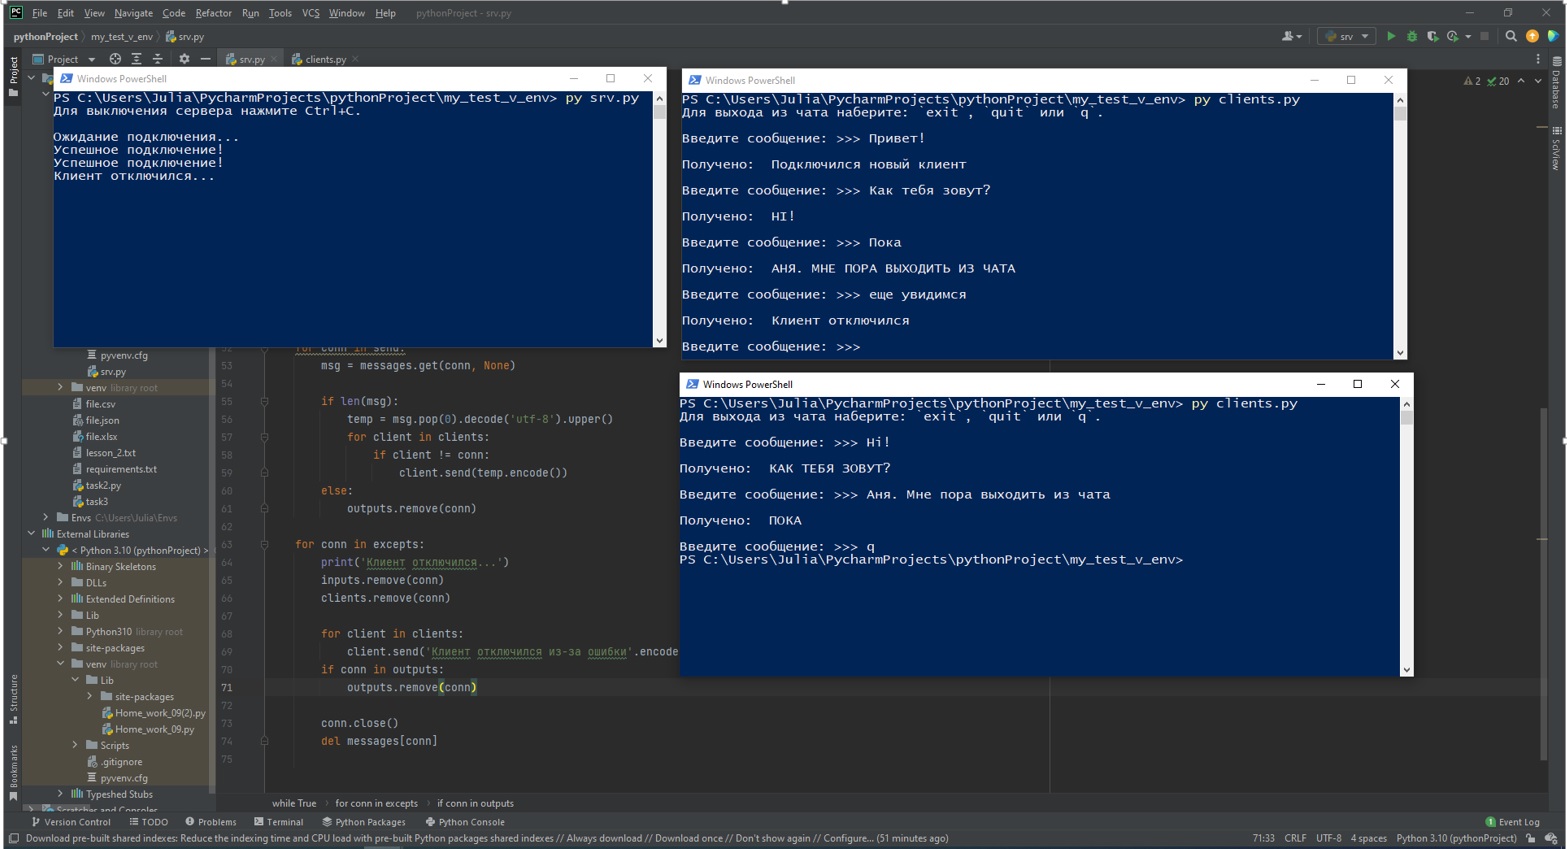 File Edit View Navigate Code Refactor Run Tools VCS Window Help pythonProject - srv.py
pythonProject my_test_v_env srv.py srv
Project srv.py clients.py
Windows PowerShell
PS C:\Users\Julia\PycharmProjects\pythonProject\my_test_v_env> py srv.py
Для выключения сервера нажмите Ctrl+C.
Ожидание подключения...
Успешное подключение!
Успешное подключение!
Клиент отключился...
Windows PowerShell
PS C:\Users\Julia\PycharmProjects\pythonProject\my_test_v_env> py clients.py
Для выхода из чата наберите: `exit`, `quit` или `q`.
Введите сообщение: >>> Привет!
Получено:  Подключился новый клиент
Введите сообщение: >>> Как тебя зовут?
Получено:  HI!
Введите сообщение: >>> Пока
Получено:  АНЯ. МНЕ ПОРА ВЫХОДИТЬ ИЗ ЧАТА
Введите сообщение: >>> еще увидимся
Получено:  Клиент отключился
Введите сообщение: >>>
Windows PowerShell
PS C:\Users\Julia\PycharmProjects\pythonProject\my_test_v_env> py clients.py
Для выхода из чата наберите: `exit`, `quit` или `q`.
Введите сообщение: >>> Hi!
Получено:  КАК ТЕБЯ ЗОВУТ?
Введите сообщение: >>> Аня. Мне пора выходить из чата
Получено:  ПОКА
Введите сообщение: >>> q
PS C:\Users\Julia\PycharmProjects\pythonProject\my_test_v_env>
2 20
Project
Structure
Bookmarks
Database
SciView
pyvenv.cfg
srv.py
venv library root
file.csv
file.json
file.xlsx
lesson_2.txt
requirements.txt
task2.py
task3
Envs C:\Users\Julia\Envs
External Libraries
< Python 3.10 (pythonProject) >
Binary Skeletons
DLLs
Extended Definitions
Lib
Python310 library root
site-packages
venv library root
Lib
site-packages
Home_work_09(2).py
Home_work_09.py
Scripts
.gitignore
pyvenv.cfg
Typeshed Stubs
Scratches and Consoles
52 for conn in send:
53 msg = messages.get(conn, None)
54
55 if len(msg):
56 temp = msg.pop(0).decode('utf-8').upper()
57 for client in clients:
58 if client != conn:
59 client.send(temp.encode())
60 else:
61 outputs.remove(conn)
62
63 for conn in excepts:
64 print('Клиент отключился...')
65 inputs.remove(conn)
66 clients.remove(conn)
67
68 for client in clients:
69 client.send('Клиент отключился из-за ошибки'.encode
70 if conn in outputs:
71 outputs.remove(conn)
72
73 conn.close()
74 del messages[conn]
75
while True › for conn in excepts › if conn in outputs
Version Control TODO Problems Terminal Python Packages Python Console 1 Event Log
Download pre-built shared indexes: Reduce the indexing time and CPU load with pre-built Python packages shared indexes // Always download // Download once // Don't show again // Configure... (51 minutes ago) 71:33 CRLF UTF-8 4 spaces Python 3.10 (pythonProject)